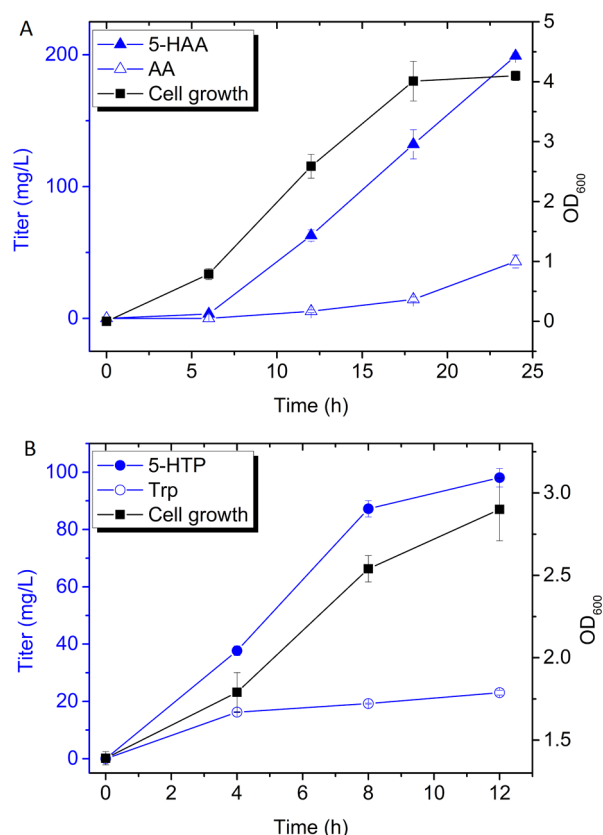 A
5-HAA
AA
Cell growth
200
100
0
Titer (mg/L)
5
4
3
2
1
0
OD600
0 5 10 15 20 25
Time (h)
B
5-HTP
Trp
Cell growth
100
80
60
40
20
0
Titer (mg/L)
3.0
2.5
2.0
1.5
OD600
0 2 4 6 8 10 12
Time (h)